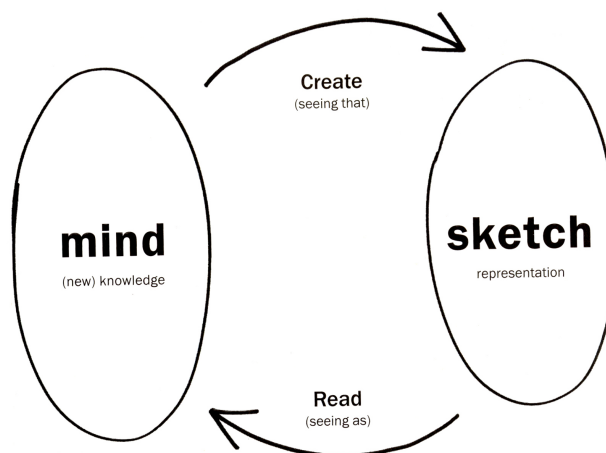 Create
(seeing that)
mind
(new) knowledge
sketch
representation
Read
(seeing as)